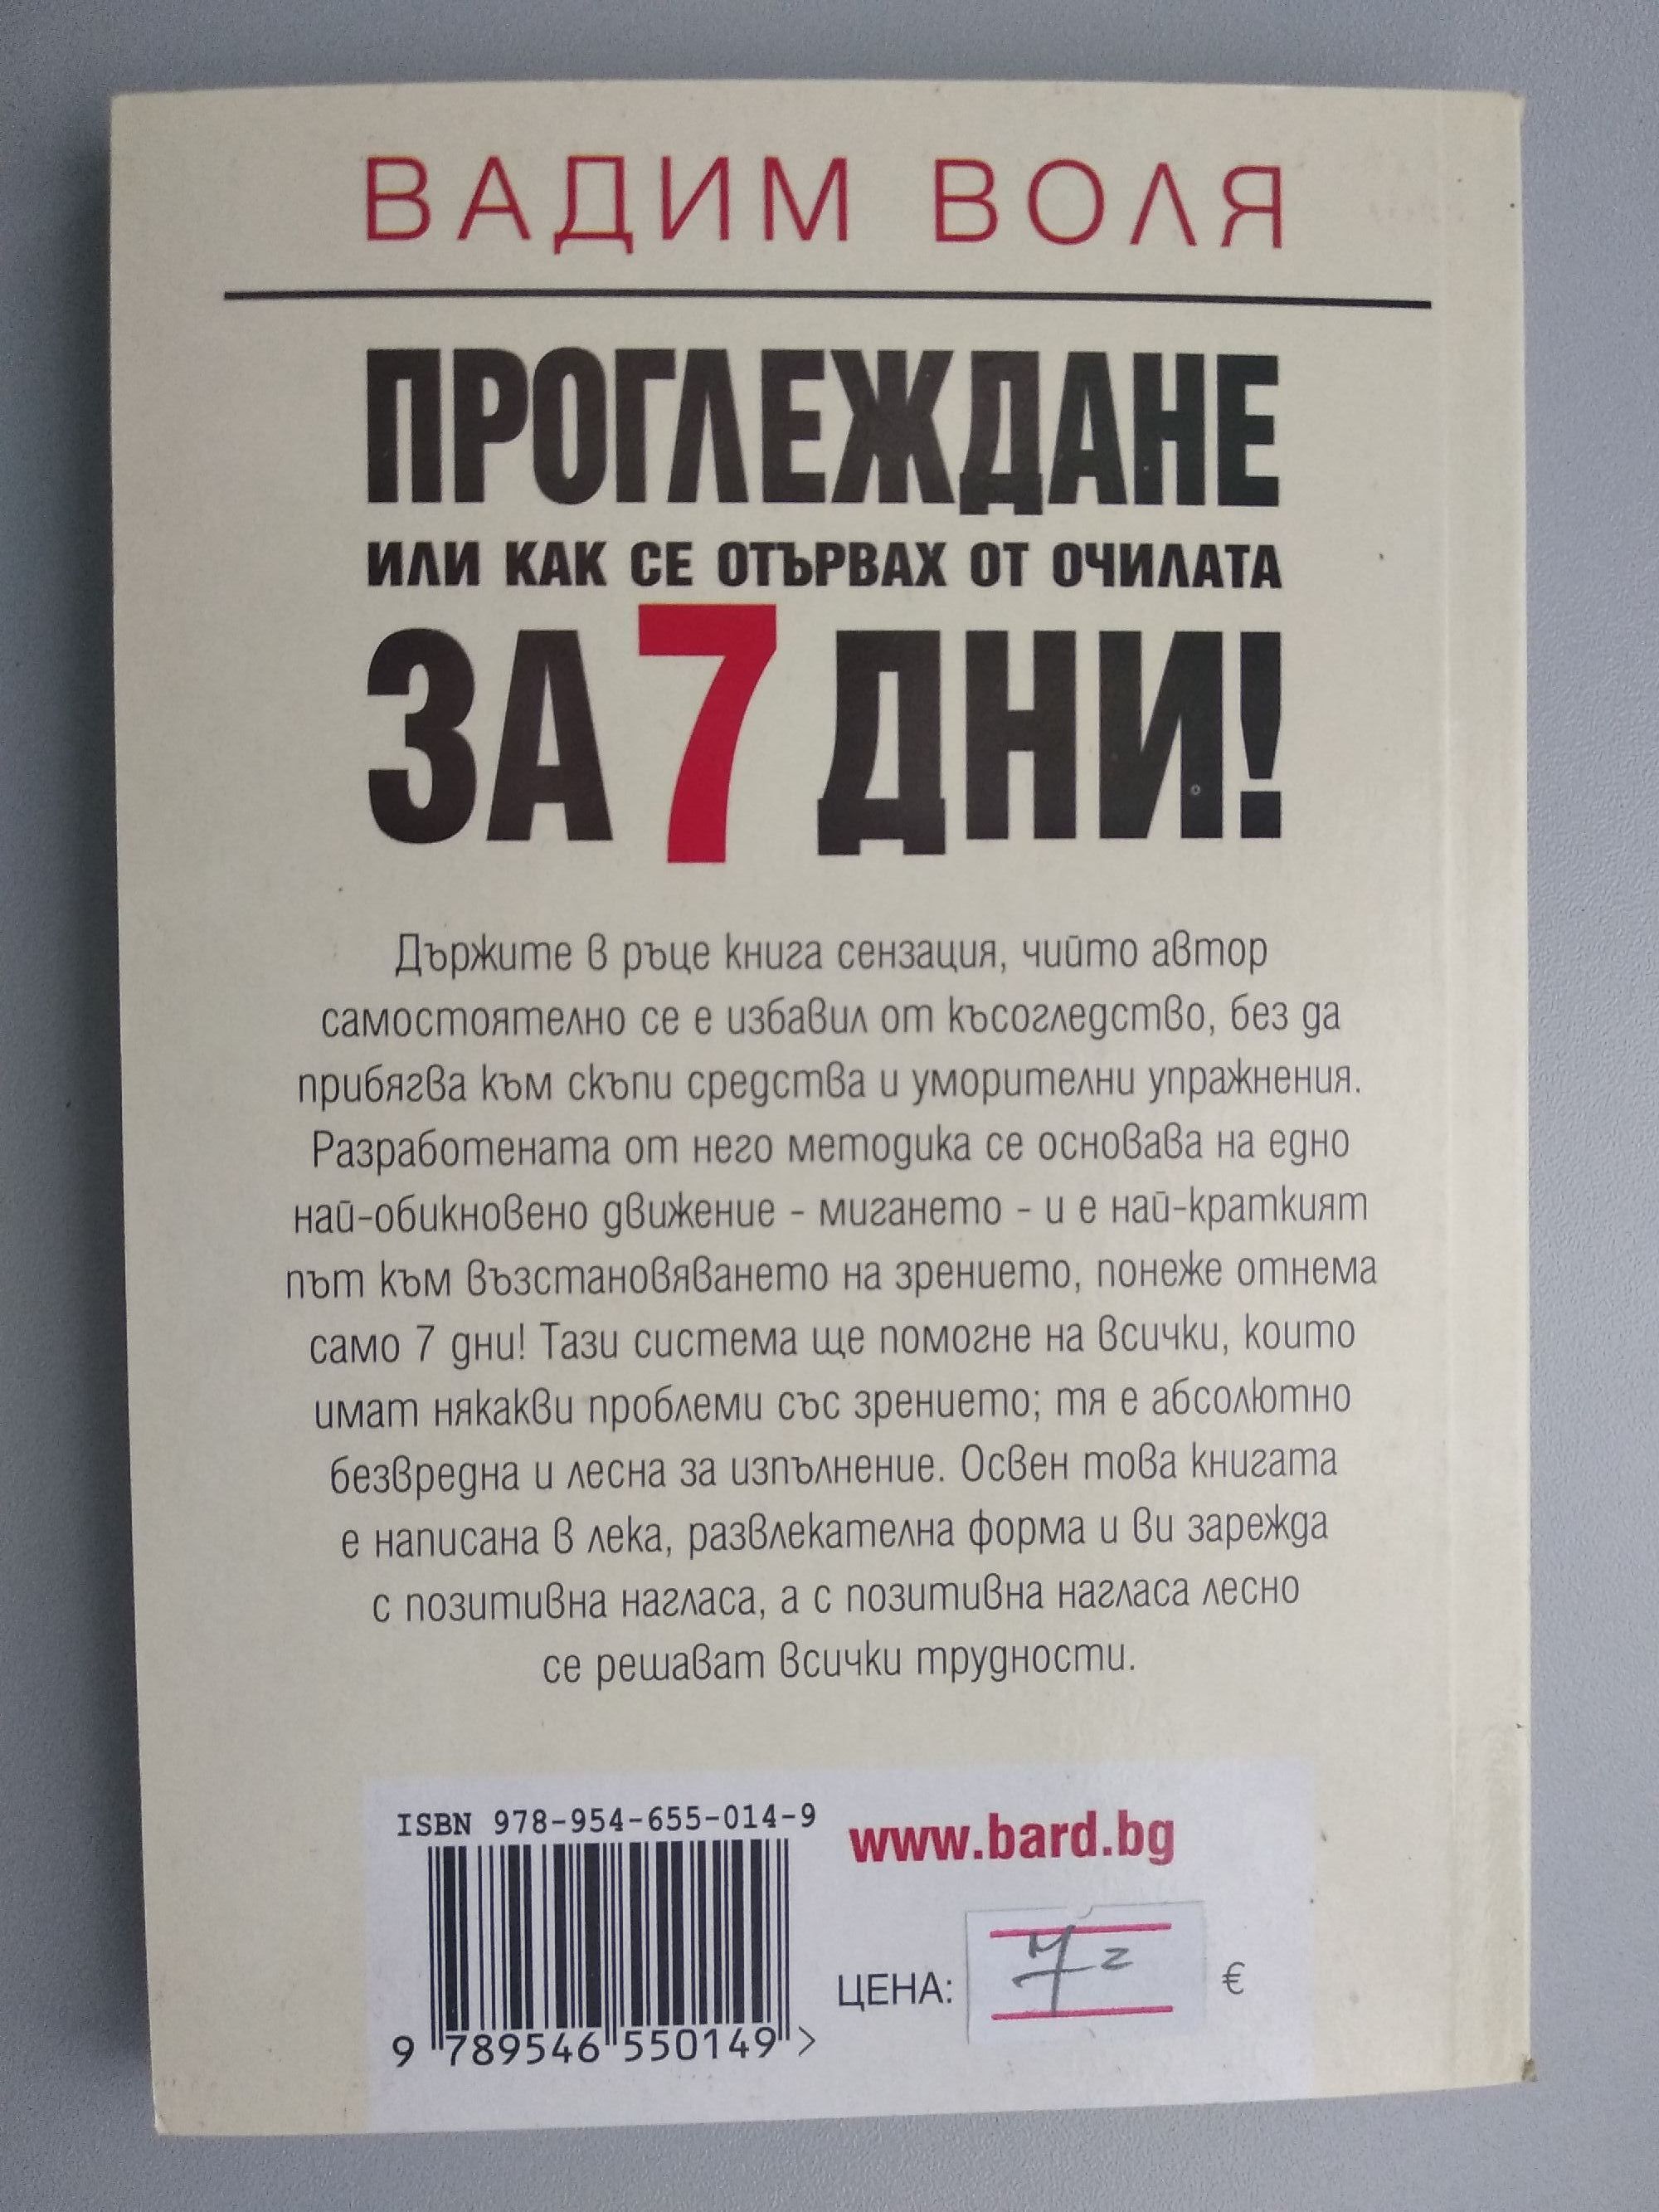 ВАДИМ ВОЛЯ
ПРОГЛЕЖДАНЕ
ИЛИ КАК СЕ ОТЪРВАХ ОТ ОЧИЛАТА
ЗА 7 ДНИ!
Държите в ръце книга сензация, чийто автор
самостоятелно се е избавил от късогледство, без да
прибягва към скъпи средства и уморителни упражнения.
Разработената от него методика се основава на едно
най-обикновено движение - мигането - и е най-краткият
път към възстановяването на зрението, понеже отнема
само 7 дни! Тази система ще помогне на всички, които
имат някакви проблеми със зрението; тя е абсолютно
безвредна и лесна за изпълнение. Освен това книгата
е написана в лека, развлекателна форма и ви зарежда
с позитивна нагласа, а с позитивна нагласа лесно
се решават всички трудности.
ISBN 978-954-655-014-9
www.bard.bg
ЦЕНА: €
9 789546 550149 >